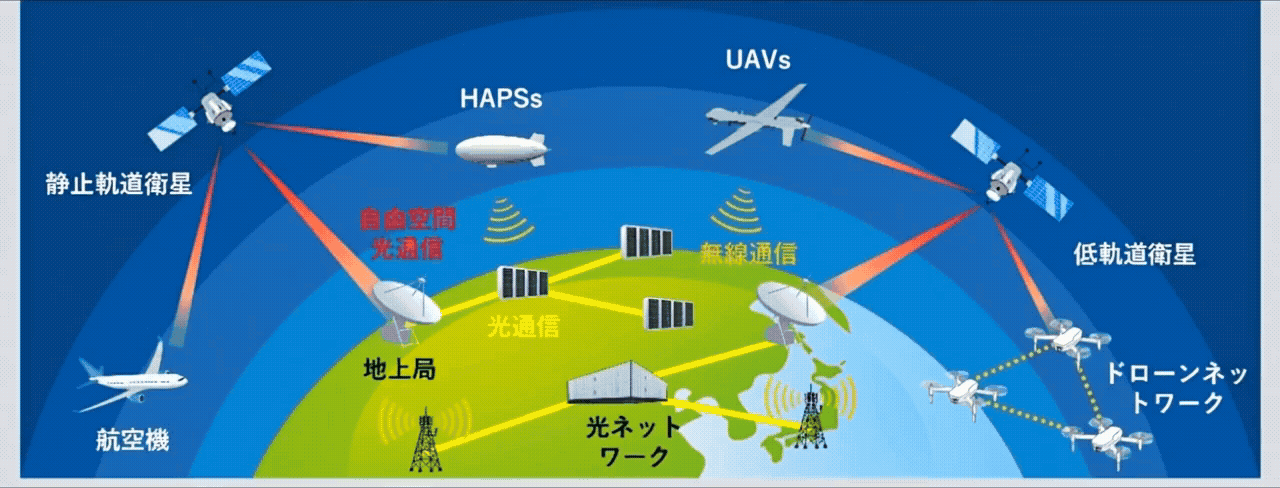 UAVs
HAPSs
静止軌道衛星
自由空間
光通信
無線通信
低軌道衛星
光通信
地上局
ドローンネッ
トワーク
光ネット
ワーク
航空機